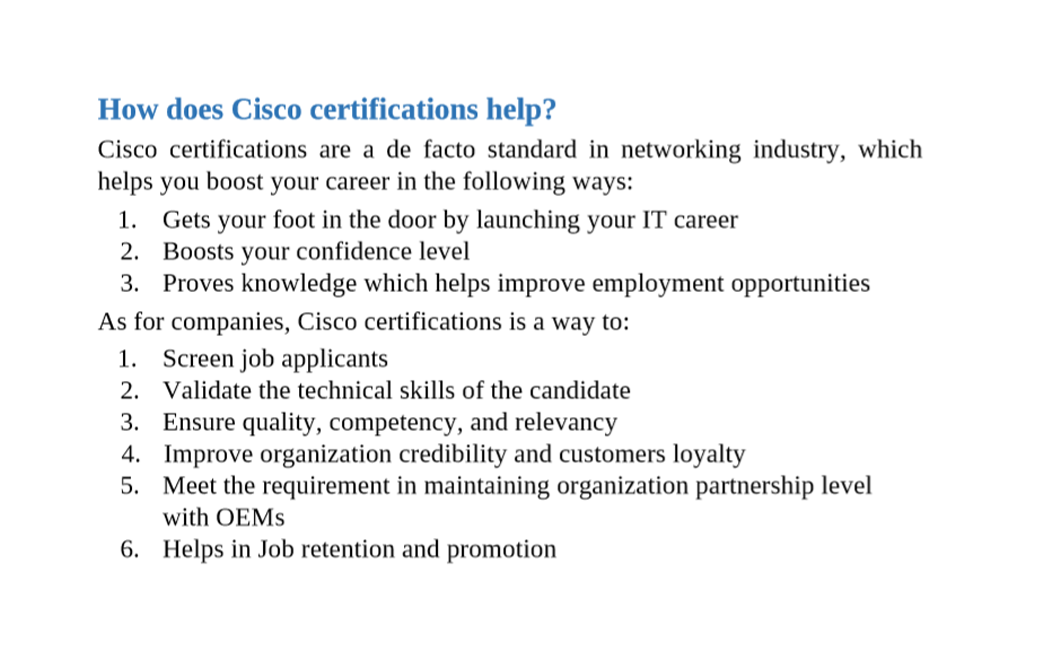 How does Cisco certifications help?
Cisco certifications are a de facto standard in networking industry, which
helps you boost your career in the following ways:
1. Gets your foot in the door by launching your IT career
2. Boosts your confidence level
3. Proves knowledge which helps improve employment opportunities
As for companies, Cisco certifications is a way to:
1. Screen job applicants
2. Validate the technical skills of the candidate
3. Ensure quality, competency, and relevancy
4. Improve organization credibility and customers loyalty
5. Meet the requirement in maintaining organization partnership level
with OEMs
6. Helps in Job retention and promotion